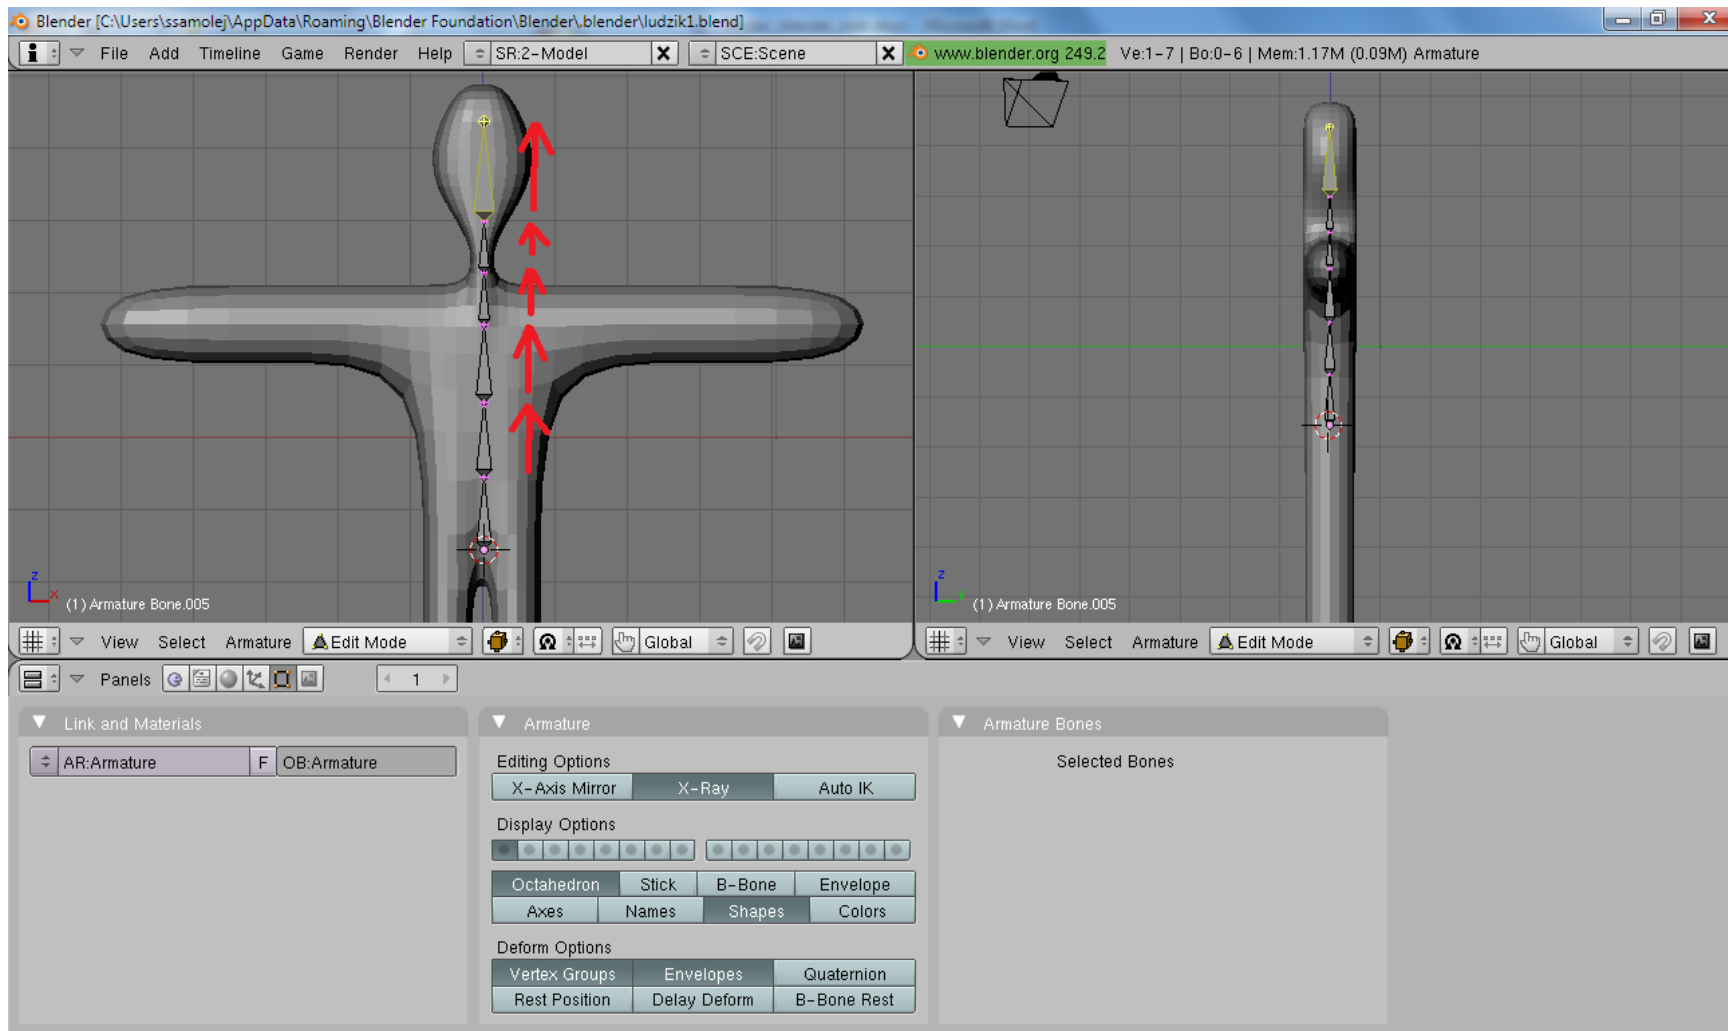 Blender [C:\Users\ssamolej\AppData\Roaming\Blender Foundation\Blender\.blender\ludzik1.blend]
File Add Timeline Game Render Help SR:2-Model X SCE:Scene X www.blender.org 249.2 Ve:1-7 | Bo:0-6 | Mem:1.17M (0.09M) Armature
z x
(1) Armature Bone.005
z y
(1) Armature Bone.005
View Select Armature Edit Mode Global
View Select Armature Edit Mode Global
Panels 1
Link and Materials
AR:Armature F OB:Armature
Armature
Editing Options
X-Axis Mirror X-Ray Auto IK
Display Options
Octahedron Stick B-Bone Envelope
Axes Names Shapes Colors
Deform Options
Vertex Groups Envelopes Quaternion
Rest Position Delay Deform B-Bone Rest
Armature Bones
Selected Bones